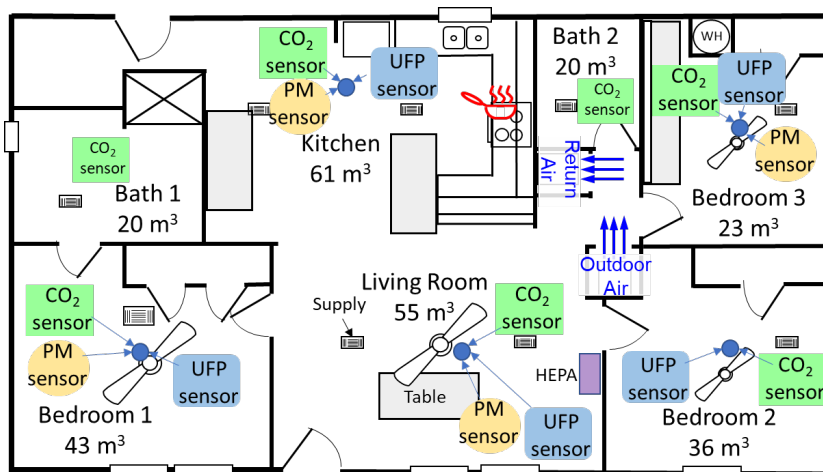 CO₂
sensor
UFP
sensor
PM
sensor
Kitchen
61 m³
Bath 2
20 m³
CO₂
sensor
WH
CO₂
sensor
UFP
sensor
PM
sensor
Bedroom 3
23 m³
CO₂
sensor
Bath 1
20 m³
Return
Air
Outdoor
Air
Living Room
55 m³
Supply
CO₂
sensor
Table
PM
sensor
UFP
sensor
HEPA
CO₂
sensor
PM
sensor
UFP
sensor
Bedroom 1
43 m³
UFP
sensor
CO₂
sensor
Bedroom 2
36 m³